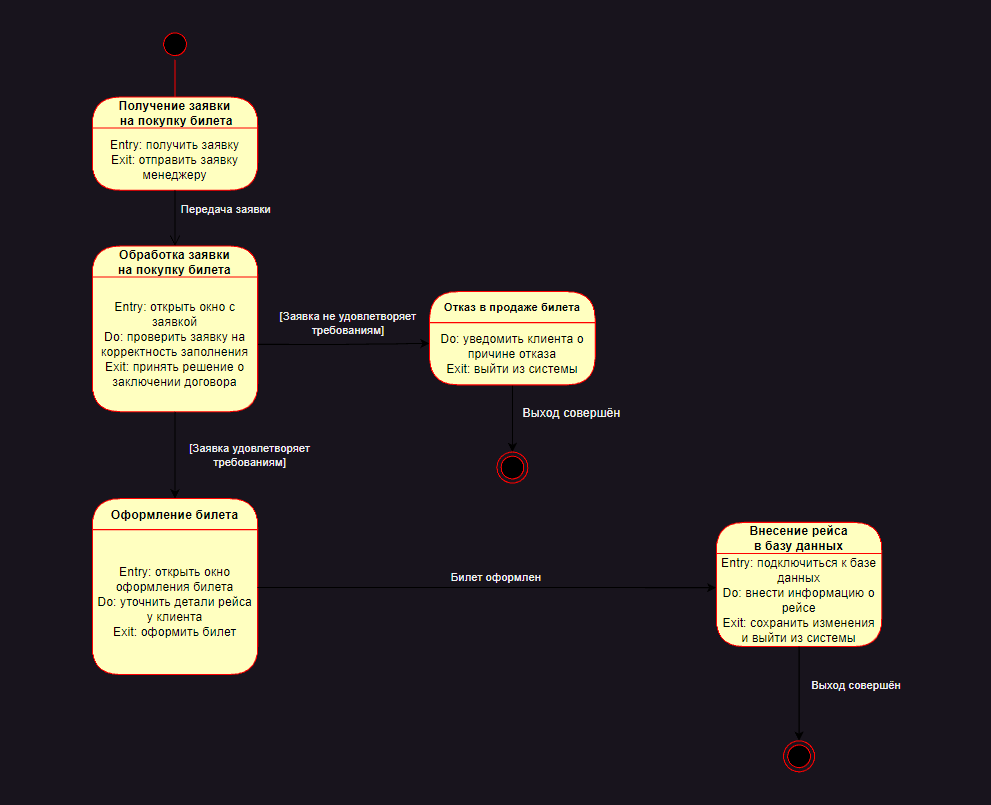 Получение заявки
на покупку билета
Entry: получить заявку
Exit: отправить заявку
менеджеру
Передача заявки
Обработка заявки
на покупку билета
Entry: открыть окно с
заявкой
Do: проверить заявку на
корректность заполнения
Exit: принять решение о
заключении договора
[Заявка не удовлетворяет
требованиям]
Отказ в продаже билета
Do: уведомить клиента о
причине отказа
Exit: выйти из системы
Выход совершён
[Заявка удовлетворяет
требованиям]
Оформление билета
Entry: открыть окно
оформления билета
Do: уточнить детали рейса
у клиента
Exit: оформить билет
Билет оформлен
Внесение рейса
в базу данных
Entry: подключиться к базе
данных
Do: внести информацию о
рейсе
Exit: сохранить изменения
и выйти из системы
Выход совершён